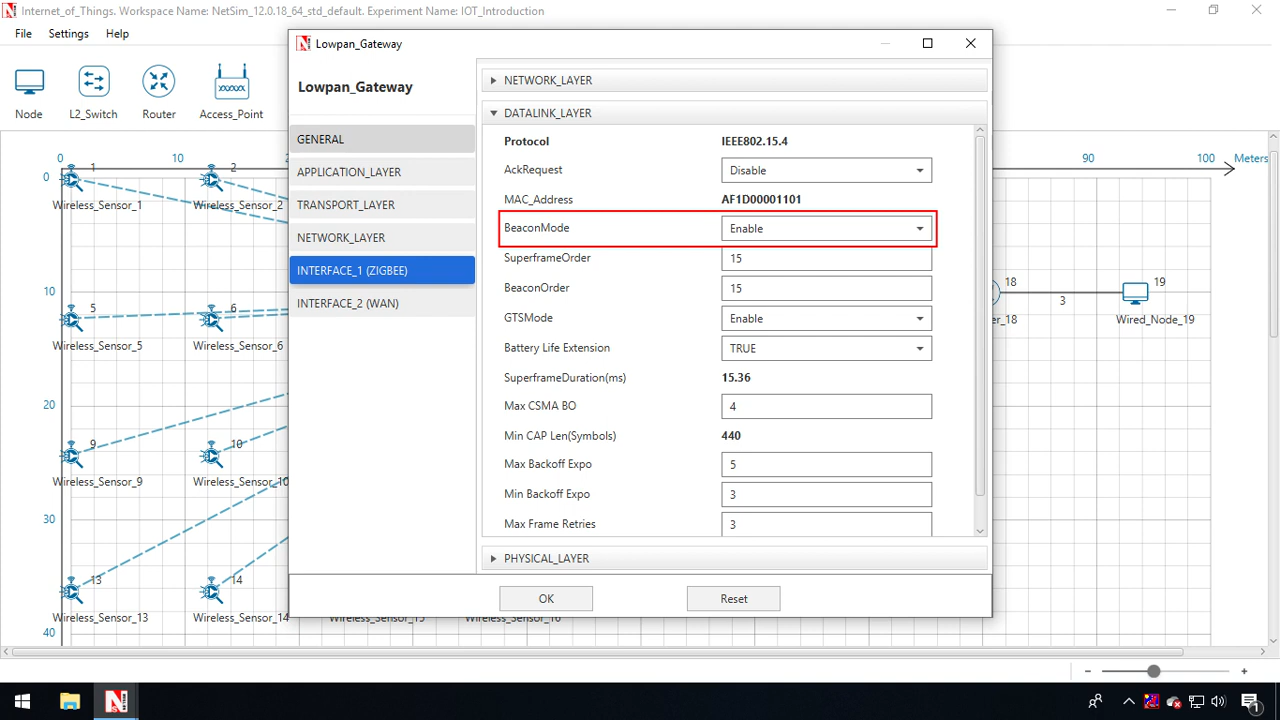 Internet_of_Things. Workspace Name: NetSim_12.0.18_64_std_default. Experiment Name: IOT_Introduction
File Settings Help
Lowpan_Gateway
Node L2_Switch Router Access_Point
Lowpan_Gateway
GENERAL
APPLICATION_LAYER
TRANSPORT_LAYER
NETWORK_LAYER
INTERFACE_1 (ZIGBEE)
INTERFACE_2 (WAN)
NETWORK_LAYER
DATALINK_LAYER
Protocol IEEE802.15.4
AckRequest Disable
MAC_Address AF1D00001101
BeaconMode Enable
SuperframeOrder 15
BeaconOrder 15
GTSMode Enable
Battery Life Extension TRUE
SuperframeDuration(ms) 15.36
Max CSMA BO 4
Min CAP Len(Symbols) 440
Max Backoff Expo 5
Min Backoff Expo 3
Max Frame Retries 3
PHYSICAL_LAYER
OK Reset
0 10 2 90 100 Meters
0 1 2
Wireless_Sensor_1 Wireless_Sensor_2
10 5 6 18 3 19
Wireless_Sensor_5 Wireless_Sensor_6 er_18 Wired_Node_19
20 9 10
Wireless_Sensor_9 Wireless_Sensor_10
30 13 14
Wireless_Sensor_13 Wireless_Sensor_14 Wireless_Sensor_15 Wireless_Sensor_16
40
1